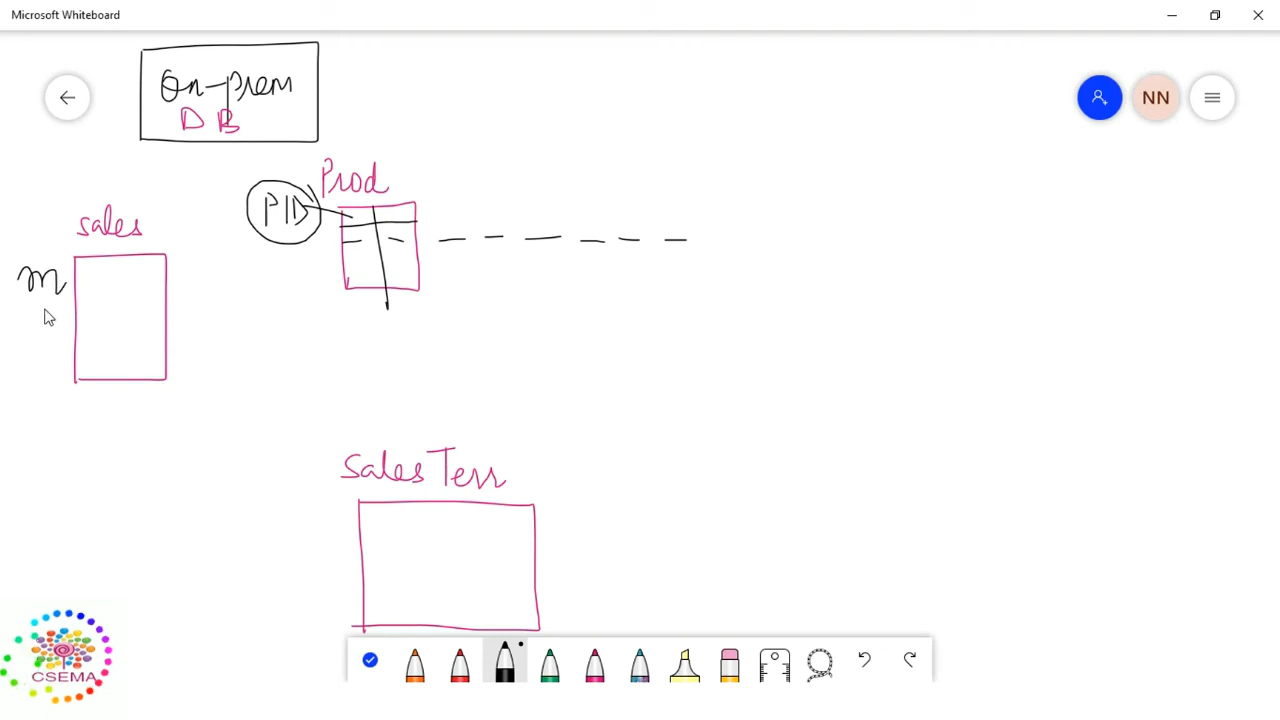 Microsoft Whiteboard
On-prem
DB
NN
Prod
PID
sales
m
Sales Terr
CSEMA